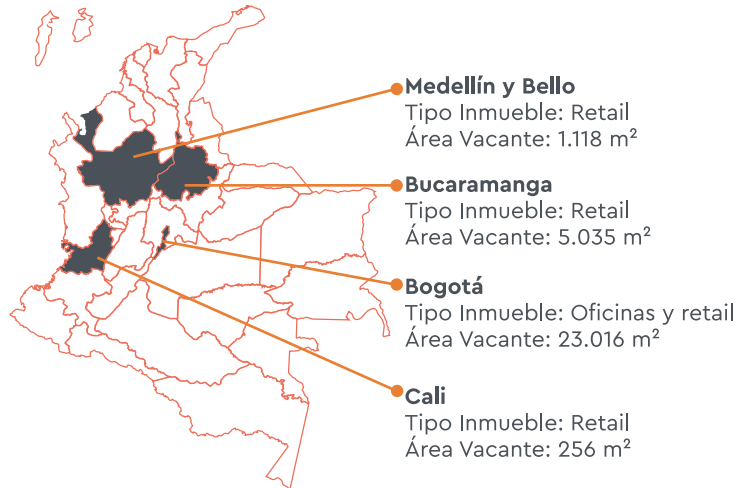 Medellín y Bello
Tipo Inmueble: Retail
Área Vacante: 1.118 m²
Bucaramanga
Tipo Inmueble: Retail
Área Vacante: 5.035 m²
Bogotá
Tipo Inmueble: Oficinas y retail
Área Vacante: 23.016 m²
Cali
Tipo Inmueble: Retail
Área Vacante: 256 m²